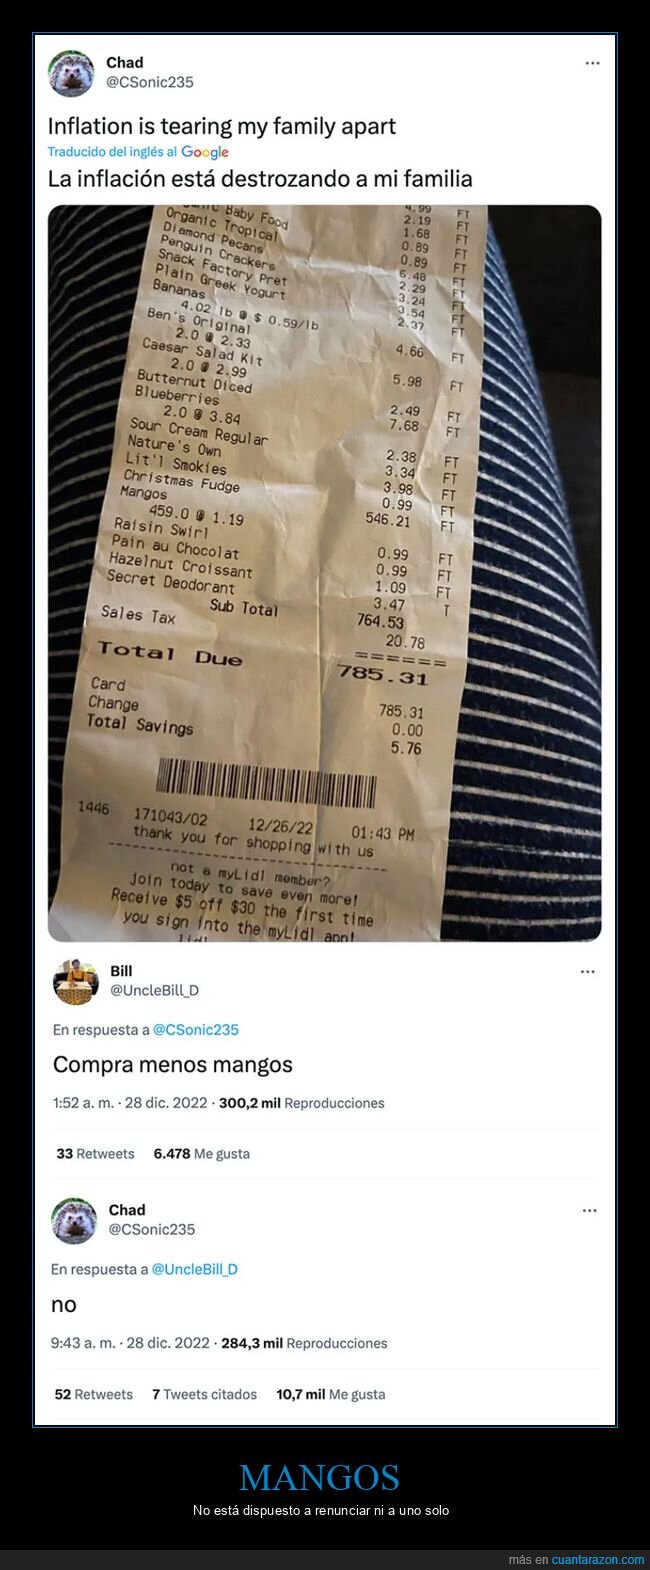 Chad
@CSonic235
Inflation is tearing my family apart
Traducido del inglés al Google
La inflación está destrozando a mi familia
4.99 FT
Baby Food 2.19 FT
Organic Tropical 1.68 FT
Diamond Pecans 0.89 FT
Penguin Crackers 0.89 FT
Snack Factory Pret 6.48 FT
Plain Greek Yogurt 2.29 FT
Bananas 3.24 FT
3.54 FT
4.02 lb @ $ 0.59/lb 2.37 FT
Ben's Original 4.66 FT
2.0 @ 2.33
Caesar Salad Kit 5.98 FT
2.0 @ 2.99
Butternut Diced 2.49 FT
Blueberries 7.68 FT
2.0 @ 3.84
Sour Cream Regular 2.38 FT
Nature's Own 3.34 FT
Lit'l Smokies 3.98 FT
Christmas Fudge 0.99 FT
Mangos 546.21 FT
459.0 @ 1.19
Raisin Swirl 0.99 FT
Pain au Chocolat 0.99 FT
Hazelnut Croissant 1.09 FT
Secret Deodorant 3.47 T
Sub Total 764.53
Sales Tax 20.78
======
Total Due 785.31
Card 785.31
Change 0.00
Total Savings 5.76
1446 171043/02 12/26/22 01:43 PM
thank you for shopping with us
not a myLidl member?
join today to save even more!
Receive $5 off $30 the first time
you sign into the myLidl app!
Bill
@UncleBill_D
En respuesta a @CSonic235
Compra menos mangos
1:52 a. m. · 28 dic. 2022 · 300,2 mil Reproducciones
33 Retweets 6.478 Me gusta
Chad
@CSonic235
En respuesta a @UncleBill_D
no
9:43 a. m. · 28 dic. 2022 · 284,3 mil Reproducciones
52 Retweets 7 Tweets citados 10,7 mil Me gusta
MANGOS
No está dispuesto a renunciar ni a uno solo
más en cuantarazon.com